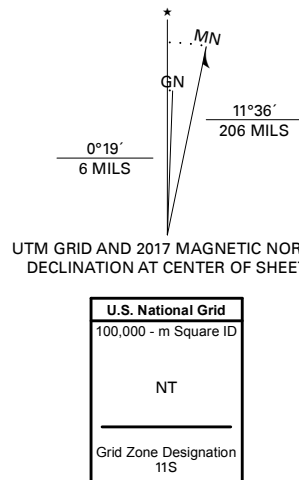 ★
MN
GN
0°19´
6 MILS
11°36´
206 MILS
UTM GRID AND 2017 MAGNETIC NOR
DECLINATION AT CENTER OF SHEET
U.S. National Grid
100,000 - m Square ID
NT
Grid Zone Designation
11S